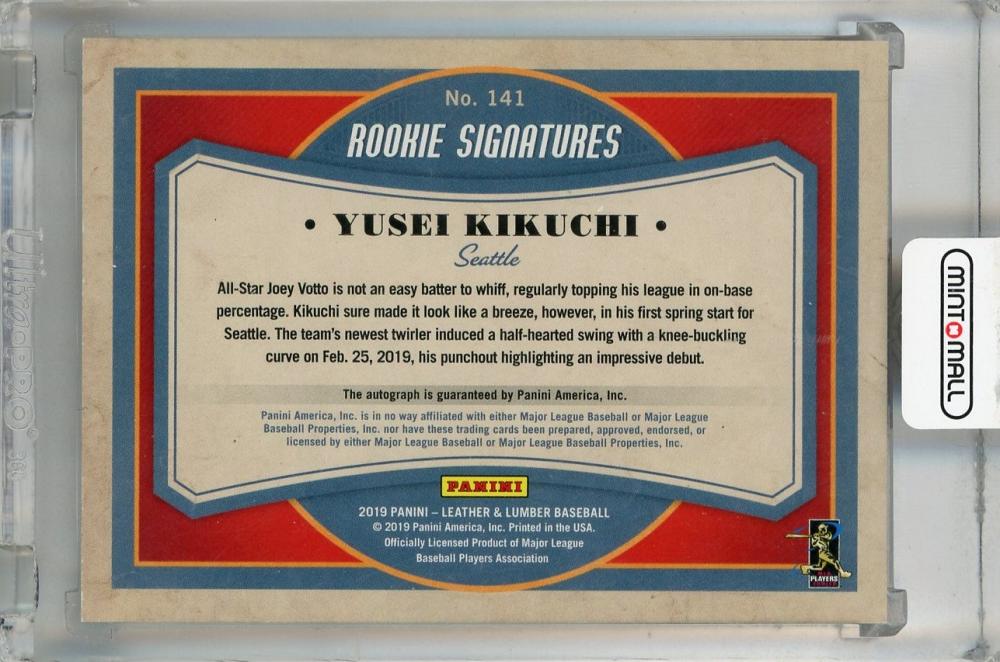 No. 141
ROOKIE SIGNATURES
• YUSEI KIKUCHI •
Seattle
All-Star Joey Votto is not an easy batter to whiff, regularly topping his league in on-base
percentage. Kikuchi sure made it look like a breeze, however, in his first spring start for
Seattle. The team's newest twirler induced a half-hearted swing with a knee-buckling
curve on Feb. 25, 2019, his punchout highlighting an impressive debut.
The autograph is guaranteed by Panini America, Inc.
Panini America, Inc. is in no way affiliated with either Major League Baseball or Major League
Baseball Properties, Inc. nor have these trading cards been prepared, approved, endorsed, or
licensed by either Major League Baseball or Major League Baseball Properties, Inc.
PANINI
2019 PANINI – LEATHER & LUMBER BASEBALL
© 2019 Panini America, Inc. Printed in the USA.
Officially Licensed Product of Major League
Baseball Players Association
PLAYERS
MINT MALL